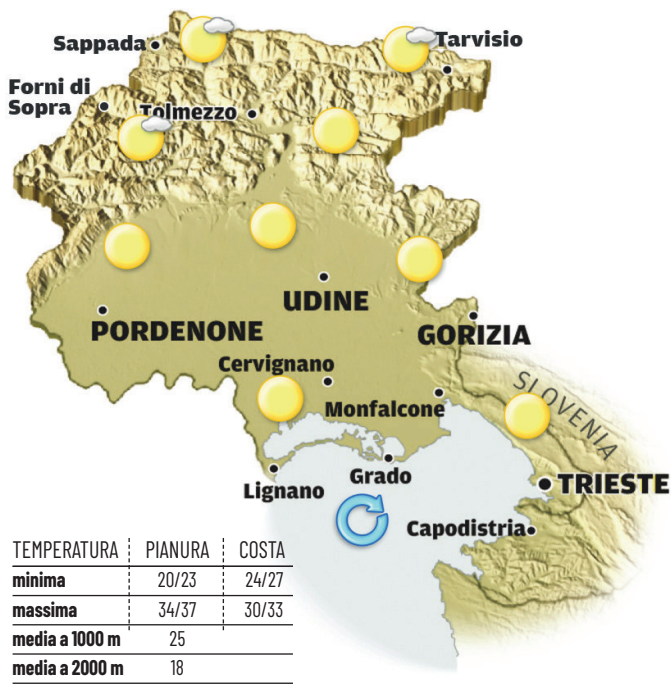 Sappada
Tarvisio
Forni di
Sopra
Tolmezzo
UDINE
PORDENONE
GORIZIA
Cervignano
SLOVENIA
Monfalcone
Grado
Lignano
TRIESTE
Capodistria
TEMPERATURA PIANURA COSTA
minima 20/23 24/27
massima 34/37 30/33
media a 1000 m 25
media a 2000 m 18